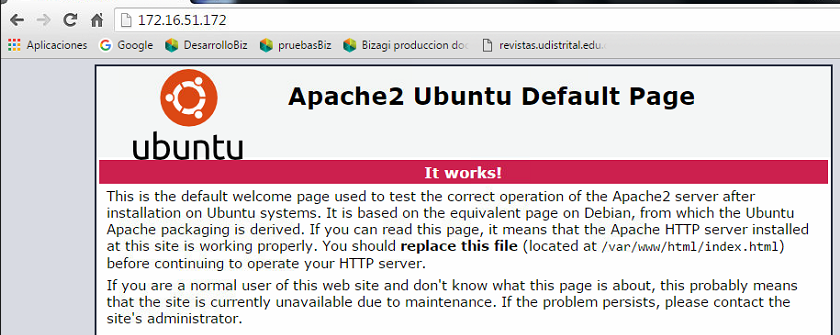 172.16.51.172
Aplicaciones Google DesarrolloBiz pruebasBiz Bizagi produccion doc revistas.udistrital.edu.
ubuntu
Apache2 Ubuntu Default Page
It works!
This is the default welcome page used to test the correct operation of the Apache2 server after
installation on Ubuntu systems. It is based on the equivalent page on Debian, from which the Ubuntu
Apache packaging is derived. If you can read this page, it means that the Apache HTTP server installed
at this site is working properly. You should replace this file (located at /var/www/html/index.html)
before continuing to operate your HTTP server.
If you are a normal user of this web site and don't know what this page is about, this probably means
that the site is currently unavailable due to maintenance. If the problem persists, please contact the
site's administrator.